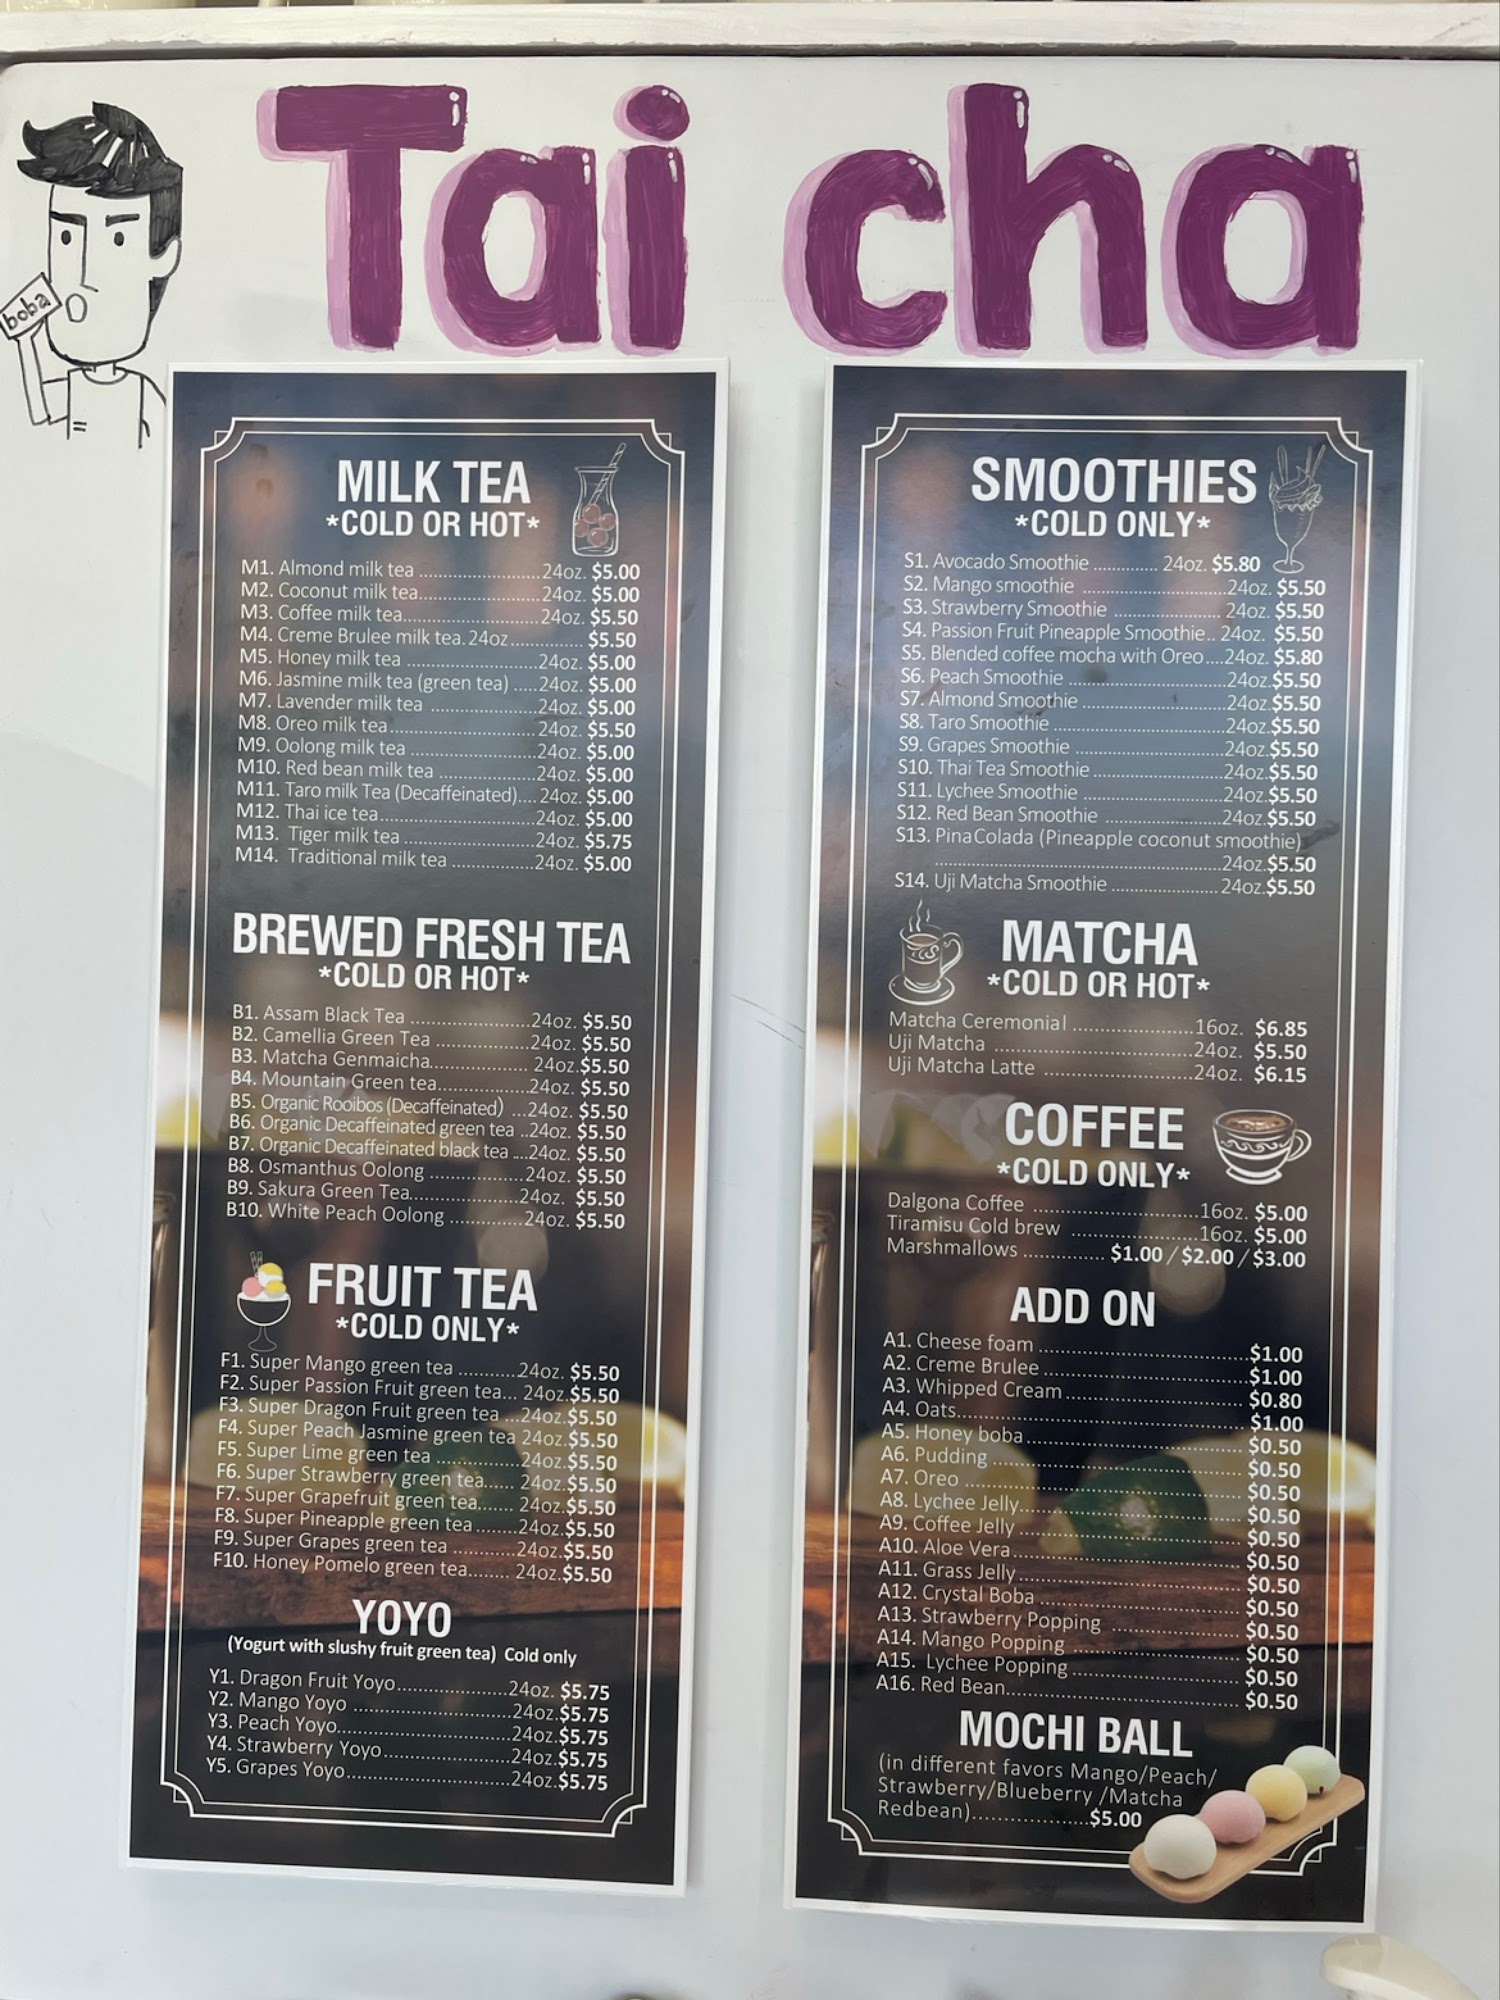 Tai cha
boba
MILK TEA
*COLD OR HOT*
M1. Almond milk tea ........................24oz. $5.00
M2. Coconut milk tea........................24oz. $5.00
M3. Coffee milk tea...........................24oz. $5.50
M4. Creme Brulee milk tea.24oz.............. $5.50
M5. Honey milk tea ..........................24oz. $5.00
M6. Jasmine milk tea (green tea) .....24oz. $5.00
M7. Lavender milk tea .....................24oz. $5.00
M8. Oreo milk tea.............................24oz. $5.50
M9. Oolong milk tea .........................24oz. $5.00
M10. Red bean milk tea ...................24oz. $5.00
M11. Taro milk Tea (Decaffeinated)....24oz. $5.00
M12. Thai ice tea...............................24oz. $5.00
M13. Tiger milk tea ..........................24oz. $5.75
M14. Traditional milk tea ................24oz. $5.00
BREWED FRESH TEA
*COLD OR HOT*
B1. Assam Black Tea ........................24oz. $5.50
B2. Camellia Green Tea ...................24oz. $5.50
B3. Matcha Genmaicha.................... 24oz. $5.50
B4. Mountain Green tea..................24oz. $5.50
B5. Organic Rooibos (Decaffeinated) ...24oz. $5.50
B6. Organic Decaffeinated green tea ..24oz. $5.50
B7. Organic Decaffeinated black tea ...24oz. $5.50
B8. Osmanthus Oolong ...................24oz. $5.50
B9. Sakura Green Tea......................24oz. $5.50
B10. White Peach Oolong ...............24oz. $5.50
FRUIT TEA
*COLD ONLY*
F1. Super Mango green tea ............24oz. $5.50
F2. Super Passion Fruit green tea... 24oz.$5.50
F3. Super Dragon Fruit green tea ...24oz.$5.50
F4. Super Peach Jasmine green tea 24oz.$5.50
F5. Super Lime green tea .................24oz.$5.50
F6. Super Strawberry green tea...... 24oz.$5.50
F7. Super Grapefruit green tea....... 24oz.$5.50
F8. Super Pineapple green tea ........24oz.$5.50
F9. Super Grapes green tea .............24oz.$5.50
F10. Honey Pomelo green tea......... 24oz.$5.50
YOYO
(Yogurt with slushy fruit green tea) Cold only
Y1. Dragon Fruit Yoyo......................24oz. $5.75
Y2. Mango Yoyo ...............................24oz.$5.75
Y3. Peach Yoyo..................................24oz.$5.75
Y4. Strawberry Yoyo.........................24oz.$5.75
Y5. Grapes Yoyo................................24oz.$5.75
SMOOTHIES
*COLD ONLY*
S1. Avocado Smoothie ............. 24oz. $5.80
S2. Mango smoothie .............................24oz. $5.50
S3. Strawberry Smoothie ...................... 24oz. $5.50
S4. Passion Fruit Pineapple Smoothie.. 24oz. $5.50
S5. Blended coffee mocha with Oreo....24oz. $5.80
S6. Peach Smoothie ...............................24oz.$5.50
S7. Almond Smoothie ............................24oz.$5.50
S8. Taro Smoothie ..................................24oz.$5.50
S9. Grapes Smoothie ..............................24oz.$5.50
S10. Thai Tea Smoothie ..........................24oz.$5.50
S11. Lychee Smoothie ............................24oz.$5.50
S12. Red Bean Smoothie ........................24oz.$5.50
S13. PinaColada (Pineapple coconut smoothie)
.........................................................24oz.$5.50
S14. Uji Matcha Smoothie ..................... 24oz.$5.50
MATCHA
*COLD OR HOT*
Matcha Ceremonial ........................16oz. $6.85
Uji Matcha .......................................24oz. $5.50
Uji Matcha Latte .............................24oz. $6.15
COFFEE
*COLD ONLY*
Dalgona Coffee .................................16oz. $5.00
Tiramisu Cold brew .........................16oz. $5.00
Marshmallows ................ $1.00 / $2.00 / $3.00
ADD ON
A1. Cheese foam ..........................................$1.00
A2. Creme Brulee .........................................$1.00
A3. Whipped Cream .....................................$0.80
A4. Oats.........................................................$1.00
A5. Honey boba ........................................... $0.50
A6. Pudding ................................................. $0.50
A7. Oreo ....................................................... $0.50
A8. Lychee Jelly............................................ $0.50
A9. Coffee Jelly ............................................ $0.50
A10. Aloe Vera.............................................. $0.50
A11. Grass Jelly............................................ $0.50
A12. Crystal Boba ........................................ $0.50
A13. Strawberry Popping ......................... $0.50
A14. Mango Popping ................................. $0.50
A15. Lychee Popping ................................. $0.50
A16. Red Bean.............................................. $0.50
MOCHI BALL
(in different favors Mango/Peach/
Strawberry/Blueberry /Matcha
Redbean).....................$5.00